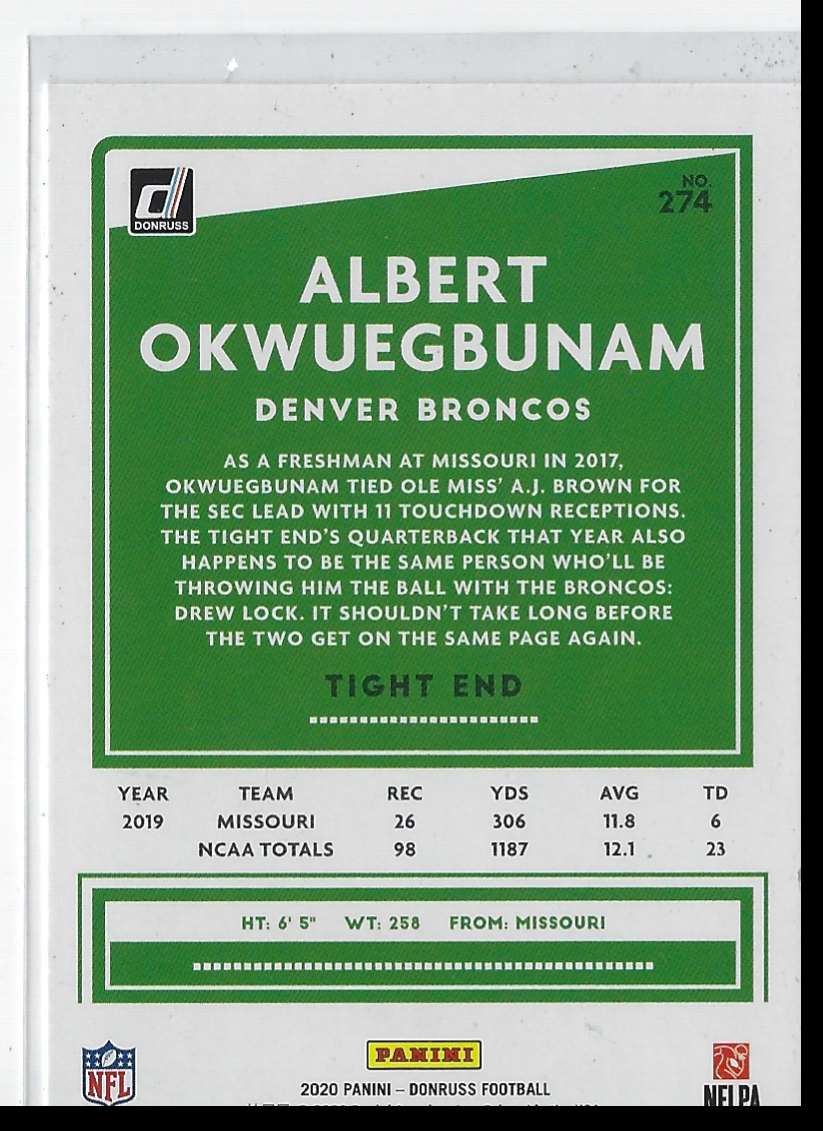 DONRUSS
NO.
274
ALBERT
OKWUEGBUNAM
DENVER BRONCOS
AS A FRESHMAN AT MISSOURI IN 2017,
OKWUEGBUNAM TIED OLE MISS' A.J. BROWN FOR
THE SEC LEAD WITH 11 TOUCHDOWN RECEPTIONS.
THE TIGHT END'S QUARTERBACK THAT YEAR ALSO
HAPPENS TO BE THE SAME PERSON WHO'LL BE
THROWING HIM THE BALL WITH THE BRONCOS:
DREW LOCK. IT SHOULDN'T TAKE LONG BEFORE
THE TWO GET ON THE SAME PAGE AGAIN.
TIGHT END
YEAR TEAM REC YDS AVG TD
2019 MISSOURI 26 306 11.8 6
NCAA TOTALS 98 1187 12.1 23
HT: 6' 5" WT: 258 FROM: MISSOURI
NFL
PANINI
2020 PANINI – DONRUSS FOOTBALL
NFLPA